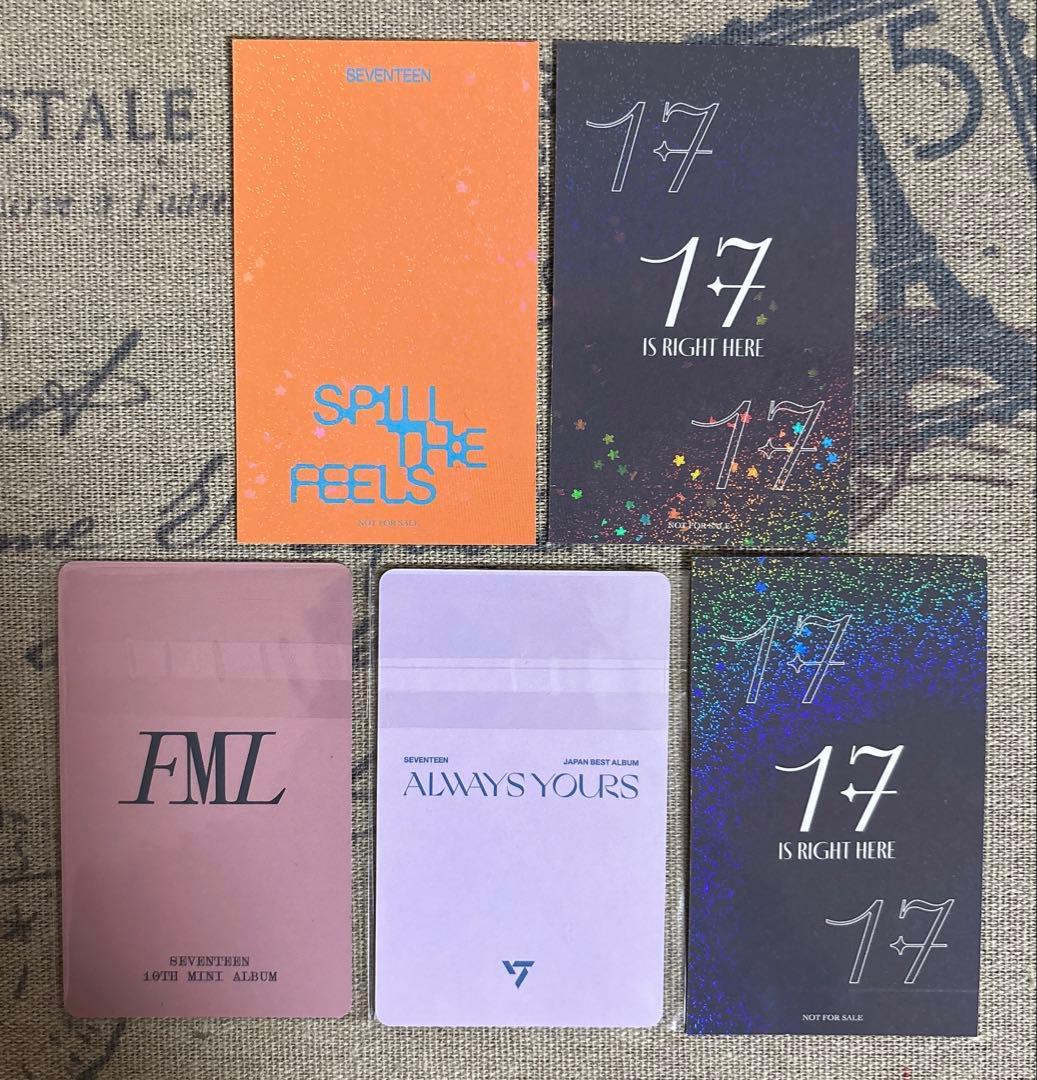 STALE
5
SEVENTEEN
SPILL
THE
FEELS
NOT FOR SALE
17
17
IS RIGHT HERE
17
NOT FOR SALE
FML
SEVENTEEN
10TH MINI ALBUM
SEVENTEEN JAPAN BEST ALBUM
ALWAYS YOURS
17
17
IS RIGHT HERE
17
NOT FOR SALE